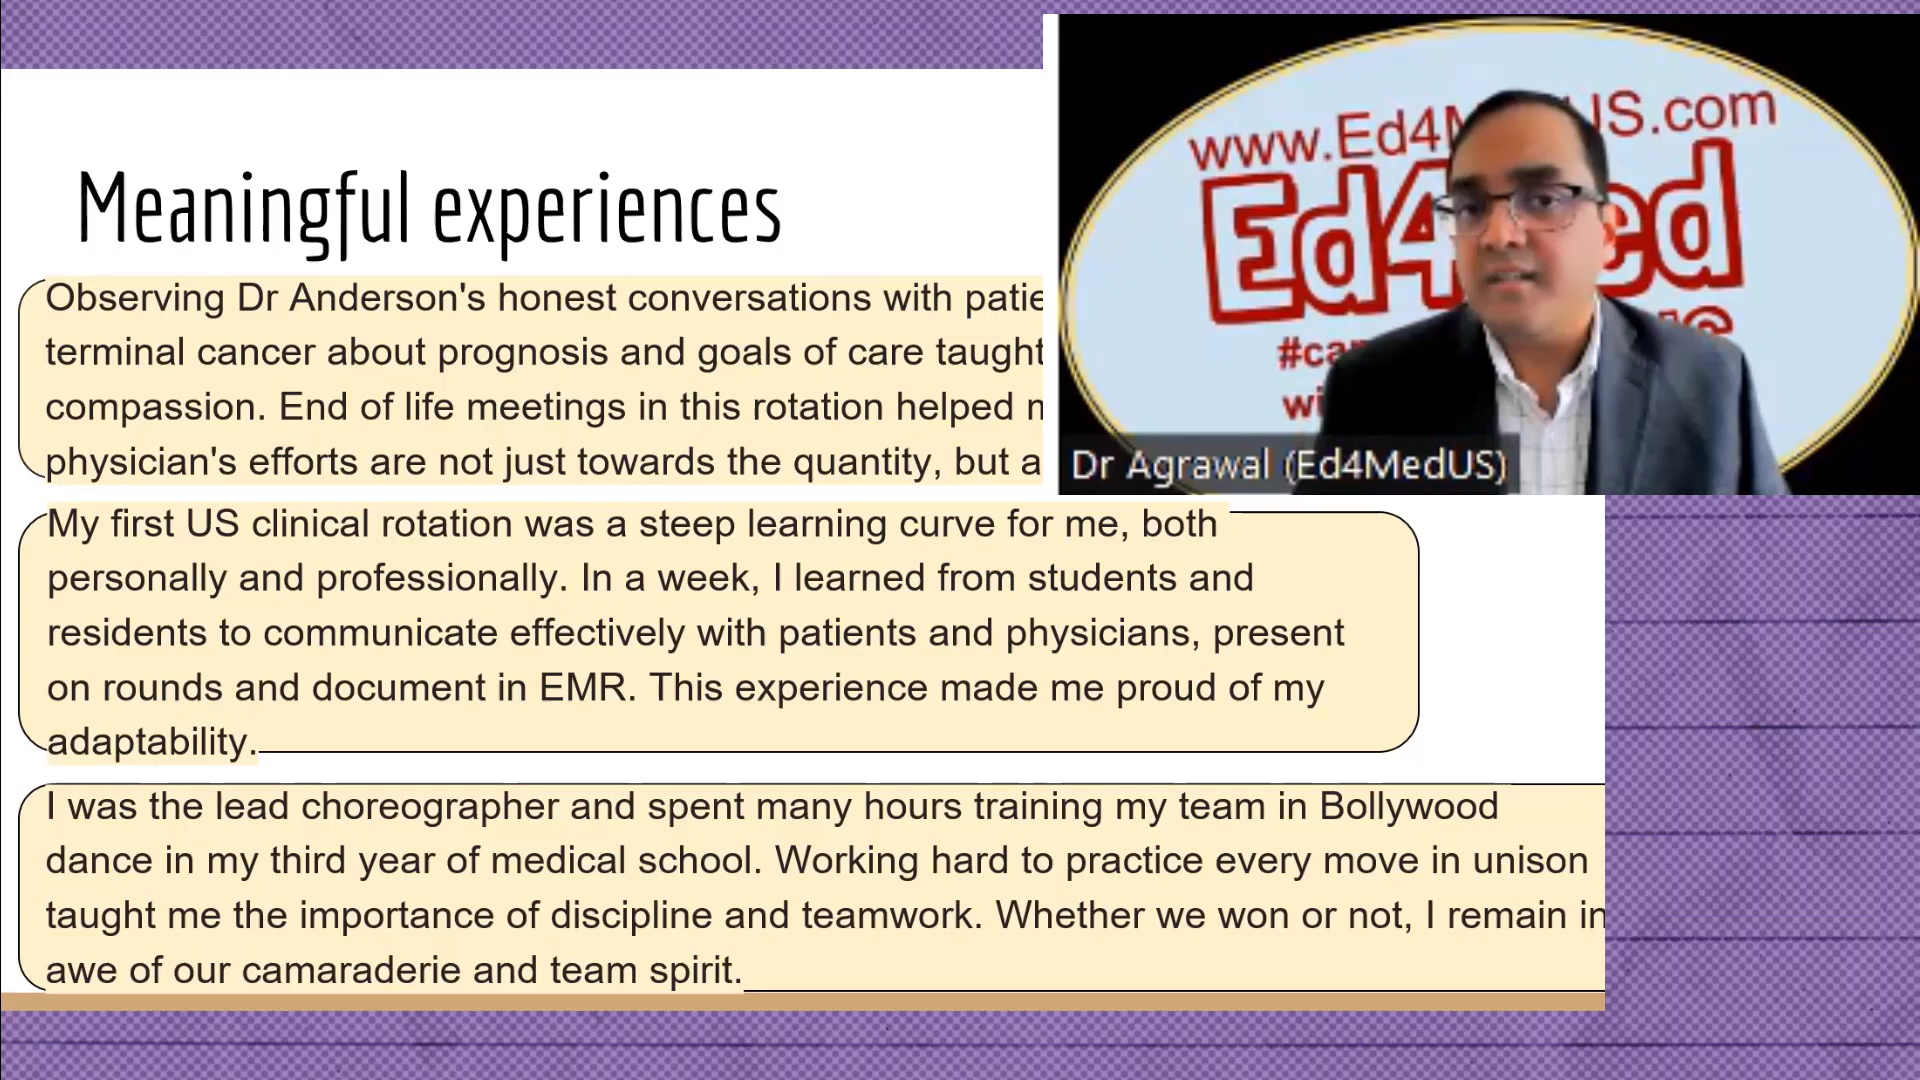 Meaningful experiences
Observing Dr Anderson's honest conversations with
terminal cancer about prognosis and goals of care taught
compassion. End of life meetings in this rotation helped
physician's efforts are not just towards the quantity, but
My first US clinical rotation was a steep learning curve for me, both
personally and professionally. In a week, I learned from students and
residents to communicate effectively with patients and physicians, present
on rounds and document in EMR. This experience made me proud of my
adaptability.
I was the lead choreographer and spent many hours training my team in Bollywood
dance in my third year of medical school. Working hard to practice every move in unison
taught me the importance of discipline and teamwork. Whether we won or not, I remain in
awe of our camaraderie and team spirit.
www.Ed4MedUS.com
Ed4Med
Dr Agrawal (Ed4MedUS)